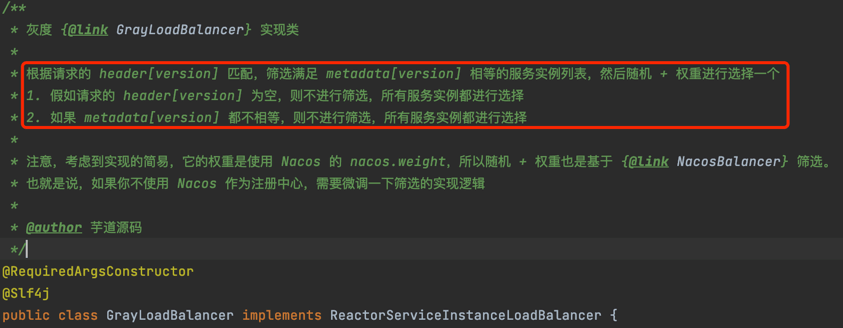 /**
 * 灰度 {@link GrayLoadBalancer} 实现类
 *
 * 根据请求的 header[version] 匹配，筛选满足 metadata[version] 相等的服务实例列表，然后随机 + 权重进行选择一个
 * 1. 假如请求的 header[version] 为空，则不进行筛选，所有服务实例都进行选择
 * 2. 如果 metadata[version] 都不相等，则不进行筛选，所有服务实例都进行选择
 *
 * 注意，考虑到实现的简易，它的权重是使用 Nacos 的 nacos.weight，所以随机 + 权重也是基于 {@link NacosBalancer} 筛选。
 * 也就是说，如果你不使用 Nacos 作为注册中心，需要微调一下筛选的实现逻辑
 *
 * @author 芋道源码
 */
@RequiredArgsConstructor
@Slf4j
public class GrayLoadBalancer implements ReactorServiceInstanceLoadBalancer {